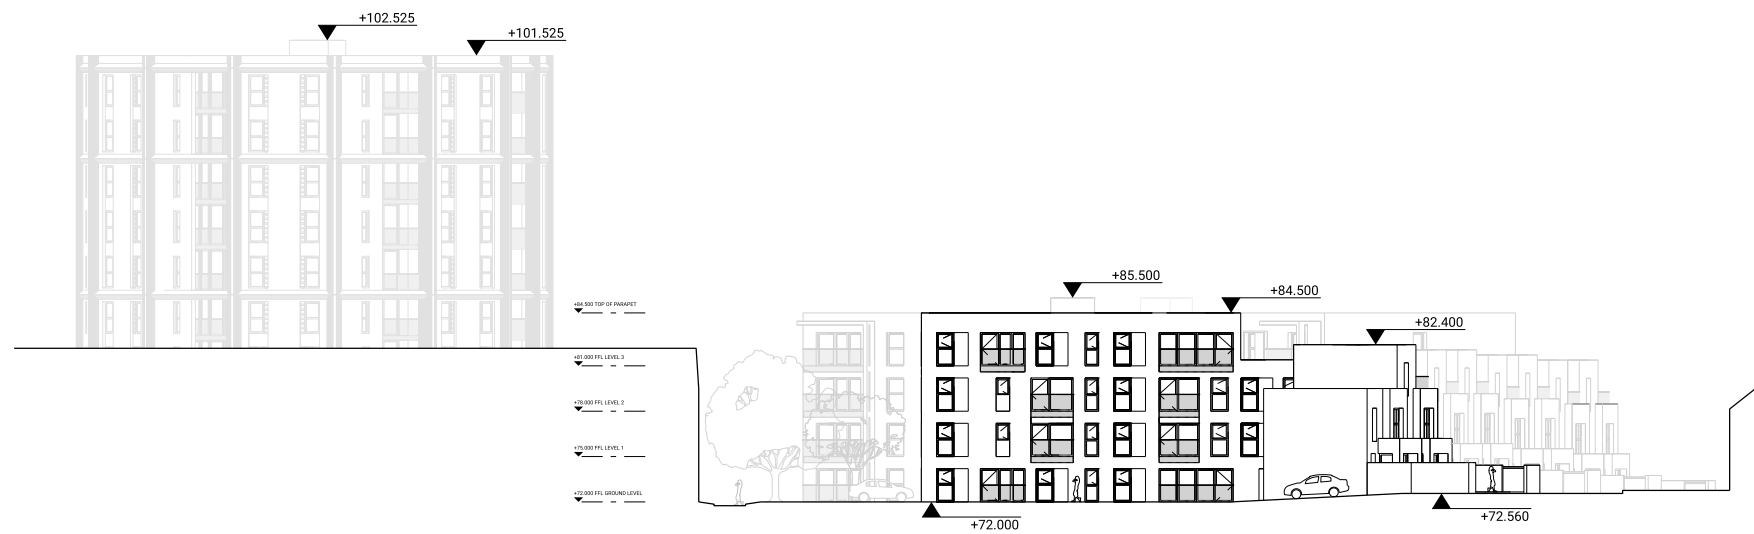 +102.525
+101.525
+85.500
+84.500
+84.500 TOP OF PARAPET
+82.400
+81.000 FFL LEVEL 3
+78.000 FFL LEVEL 2
+75.000 FFL LEVEL 1
+72.000 FFL GROUND LEVEL
+72.000
+72.560